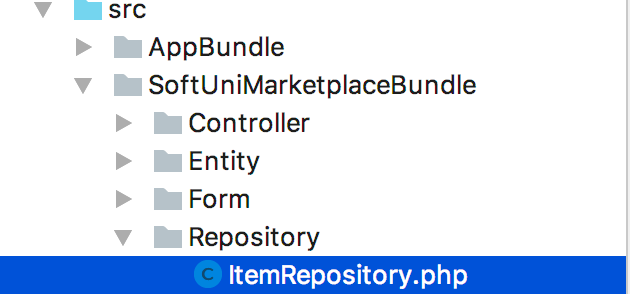 src
AppBundle
SoftUniMarketplaceBundle
Controller
Entity
Form
Repository
C ItemRepository.php